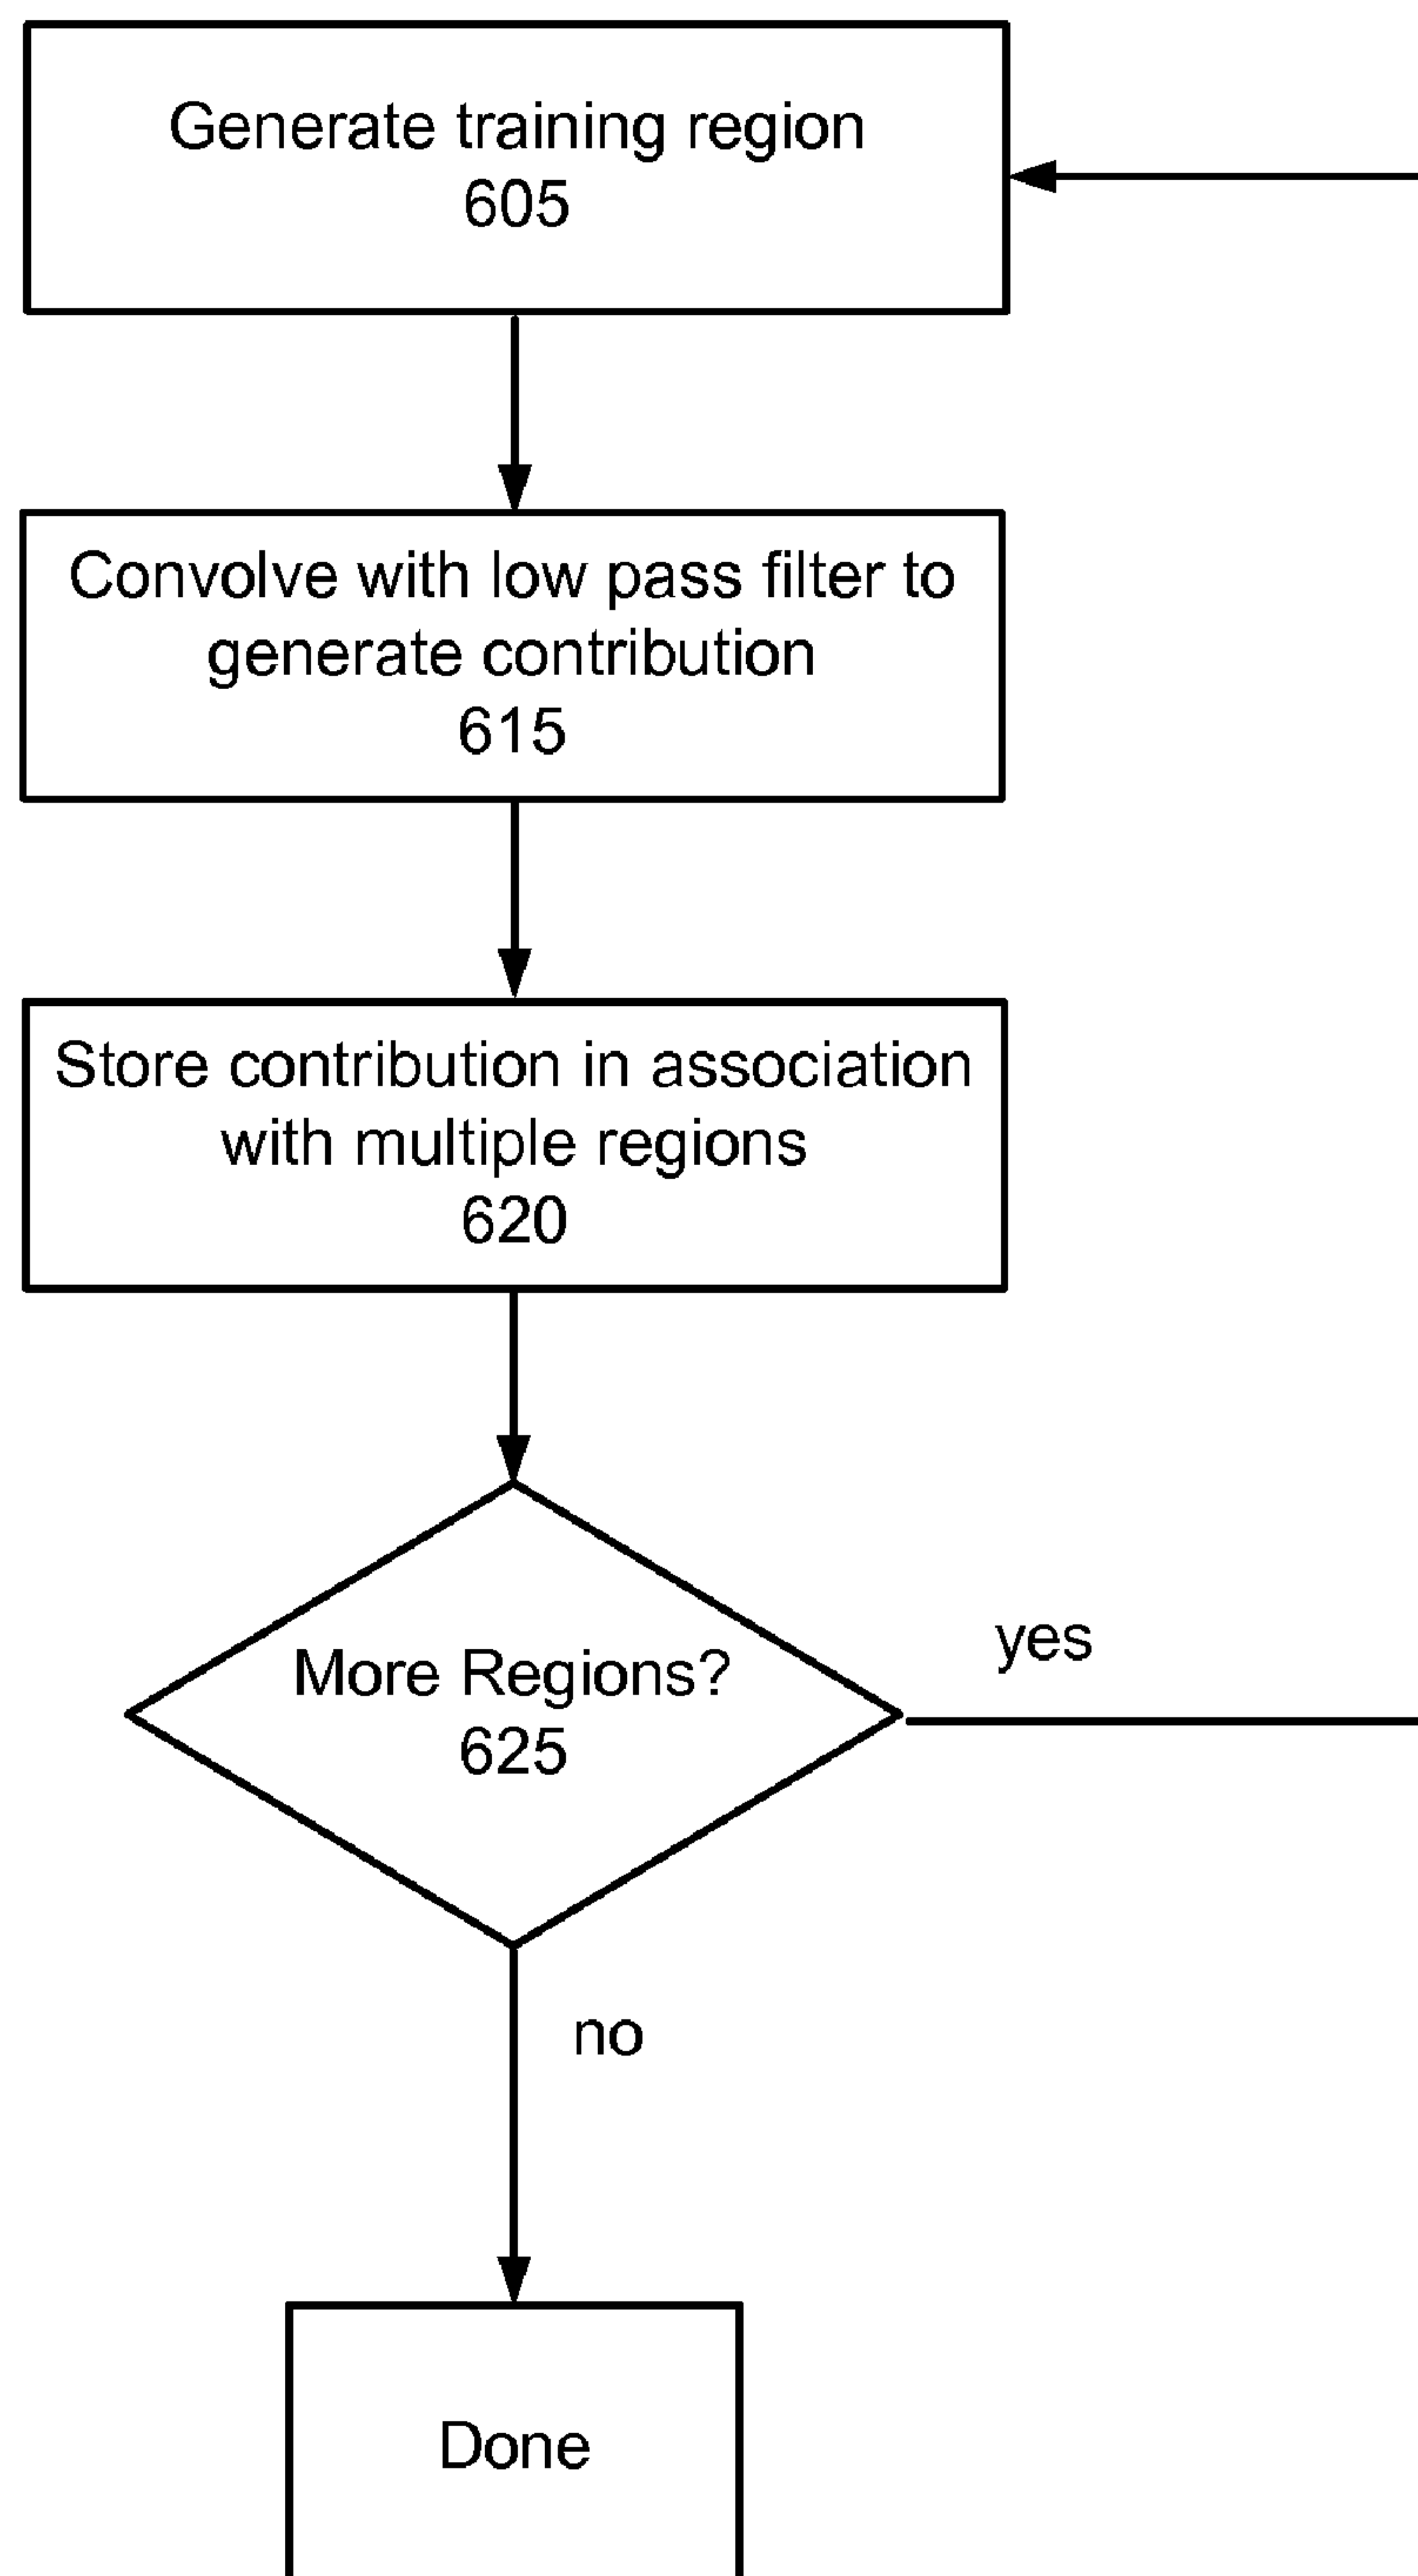 Generate training region
605
Convolve with low pass filter to
generate contribution
615
Store contribution in association
with multiple regions
620
More Regions?
625
yes
no
Done